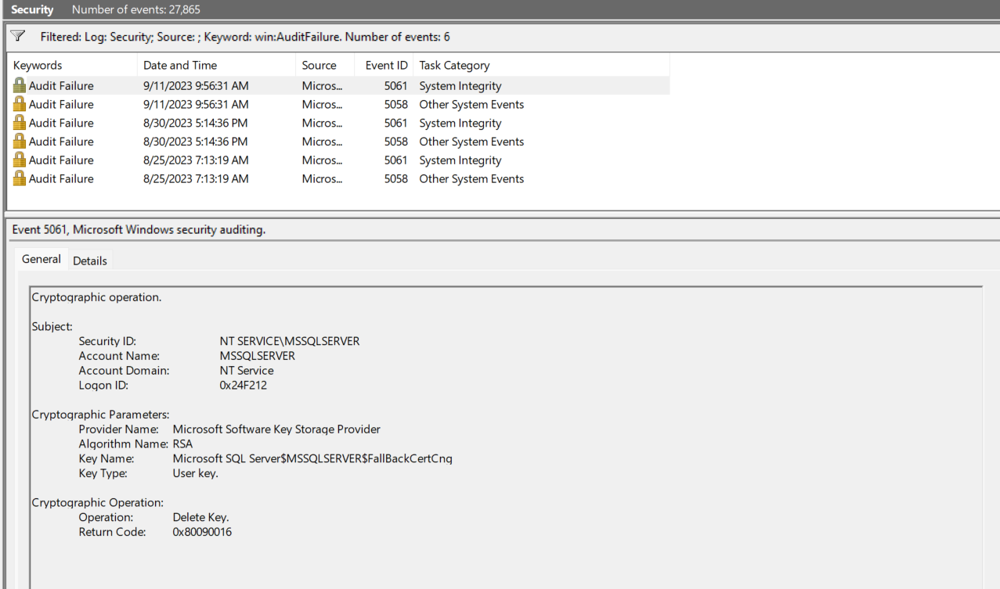 Security Number of events: 27,865
Filtered: Log: Security; Source: ; Keyword: win:AuditFailure. Number of events: 6
Keywords Date and Time Source Event ID Task Category
Audit Failure 9/11/2023 9:56:31 AM Micros... 5061 System Integrity
Audit Failure 9/11/2023 9:56:31 AM Micros... 5058 Other System Events
Audit Failure 8/30/2023 5:14:36 PM Micros... 5061 System Integrity
Audit Failure 8/30/2023 5:14:36 PM Micros... 5058 Other System Events
Audit Failure 8/25/2023 7:13:19 AM Micros... 5061 System Integrity
Audit Failure 8/25/2023 7:13:19 AM Micros... 5058 Other System Events
Event 5061, Microsoft Windows security auditing.
General Details
Cryptographic operation.
Subject:
Security ID: NT SERVICE\MSSQLSERVER
Account Name: MSSQLSERVER
Account Domain: NT Service
Logon ID: 0x24F212
Cryptographic Parameters:
Provider Name: Microsoft Software Key Storage Provider
Algorithm Name: RSA
Key Name: Microsoft SQL Server$MSSQLSERVER$FallBackCertCng
Key Type: User key.
Cryptographic Operation:
Operation: Delete Key.
Return Code: 0x80090016